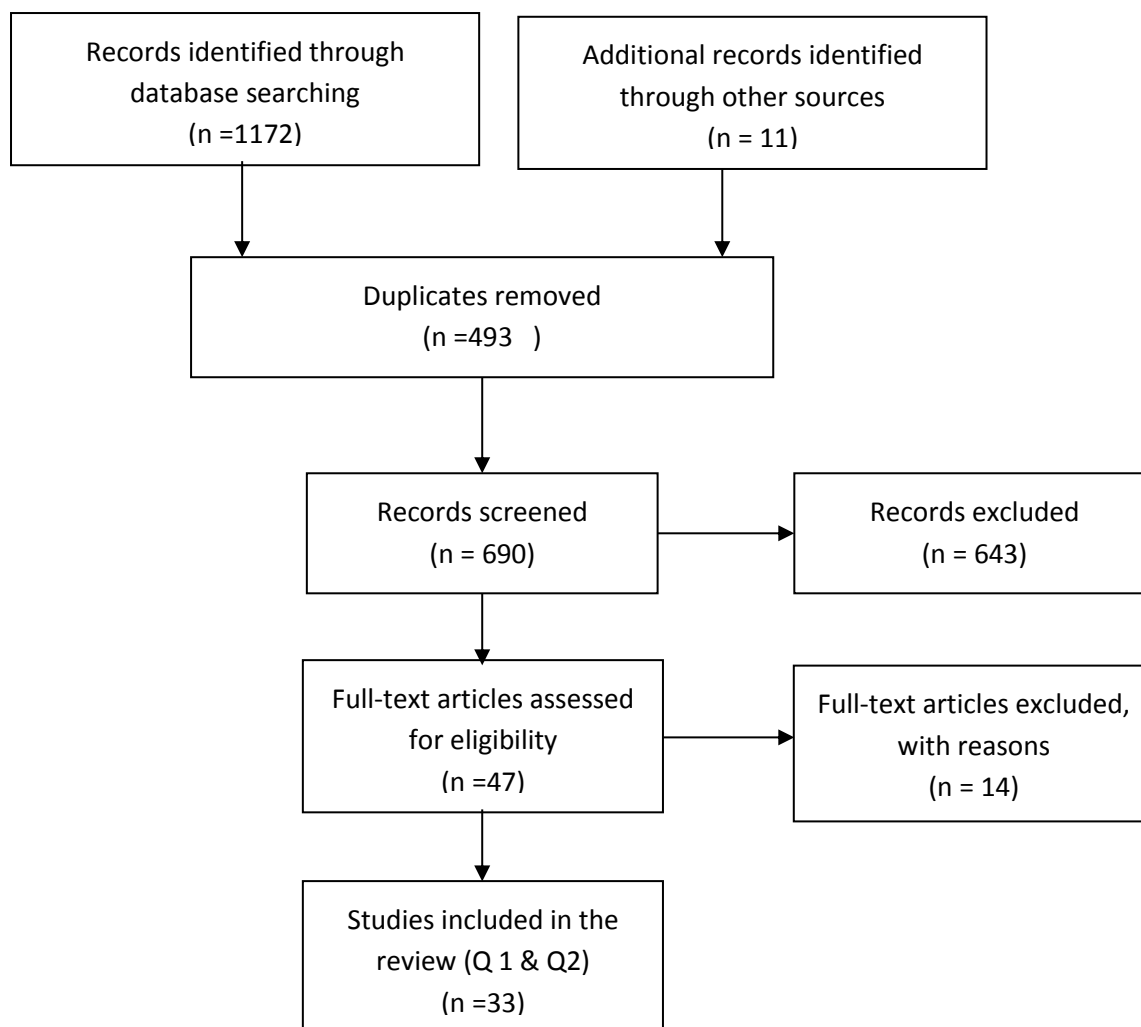 Records identified through
database searching
(n =1172)
Additional records identified
through other sources
(n = 11)
Duplicates removed
(n =493   )
Records screened
(n = 690)
Records excluded
(n = 643)
Full-text articles assessed
for eligibility
(n =47)
Full-text articles excluded,
with reasons
(n = 14)
Studies included in the
review (Q 1 & Q2)
(n =33)